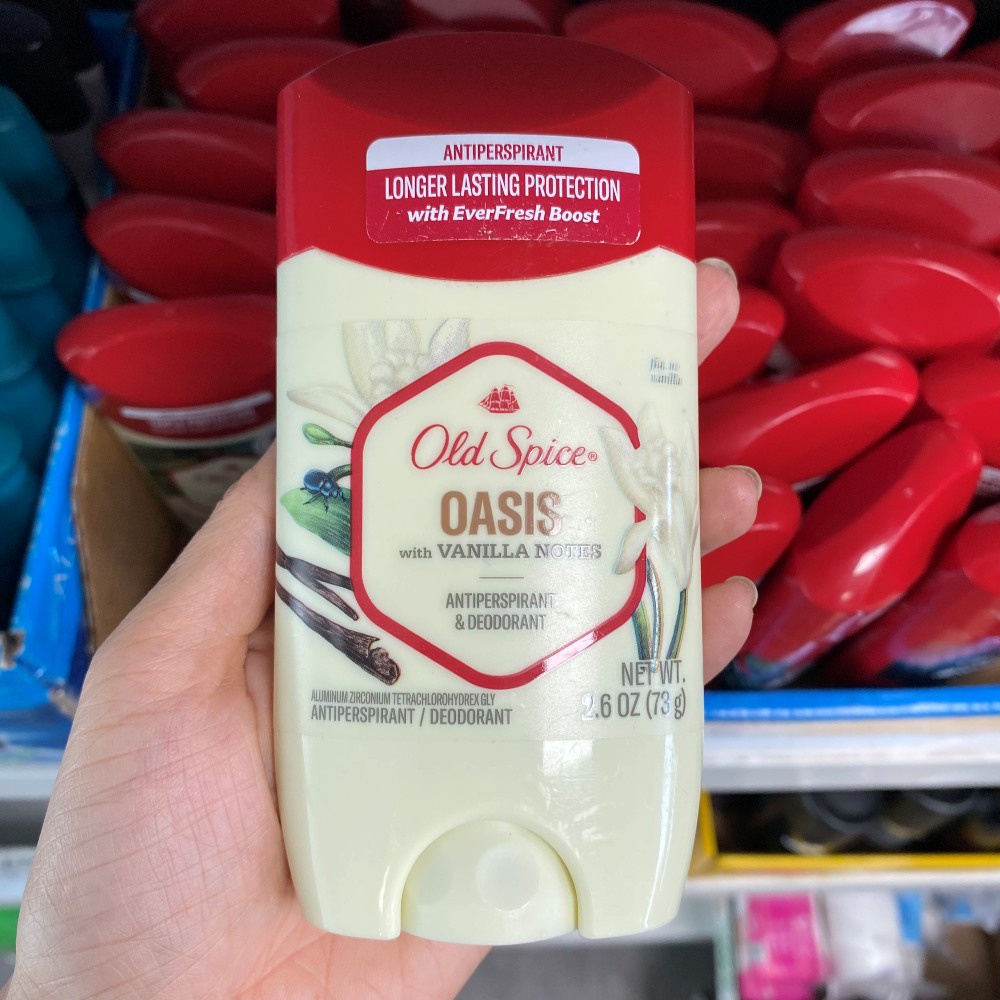 ANTIPERSPIRANT
LONGER LASTING PROTECTION
with EverFresh Boost
vanilla
Old Spice®
OASIS
with VANILLA NOTES
ANTIPERSPIRANT
& DEODORANT
NET WT.
2.6 OZ (73 g)
ALUMINUM ZIRCONIUM TETRACHLOROHYDREX GLY
ANTIPERSPIRANT / DEODORANT